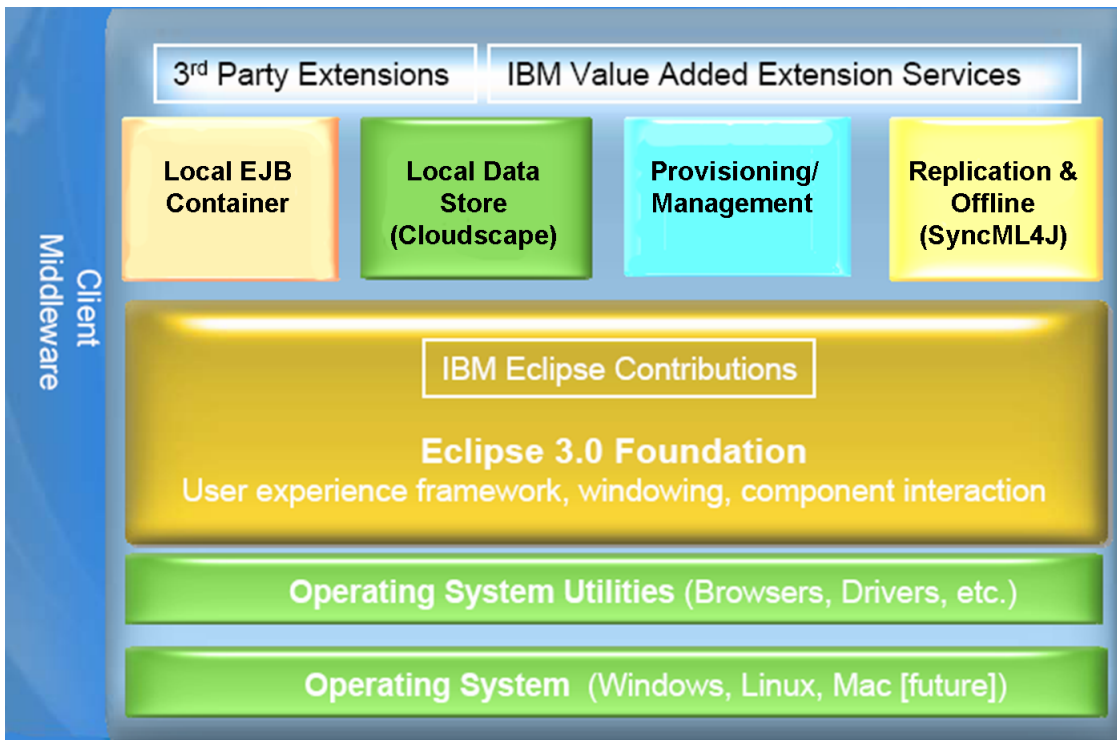 3rd Party Extensions
IBM Value Added Extension Services
Local EJB
Container
Local Data
Store
(Cloudscape)
Provisioning/
Management
Replication &
Offline
(SyncML4J)
Client
Middleware
IBM Eclipse Contributions
Eclipse 3.0 Foundation
User experience framework, windowing, component interaction
Operating System Utilities (Browsers, Drivers, etc.)
Operating System (Windows, Linux, Mac [future])